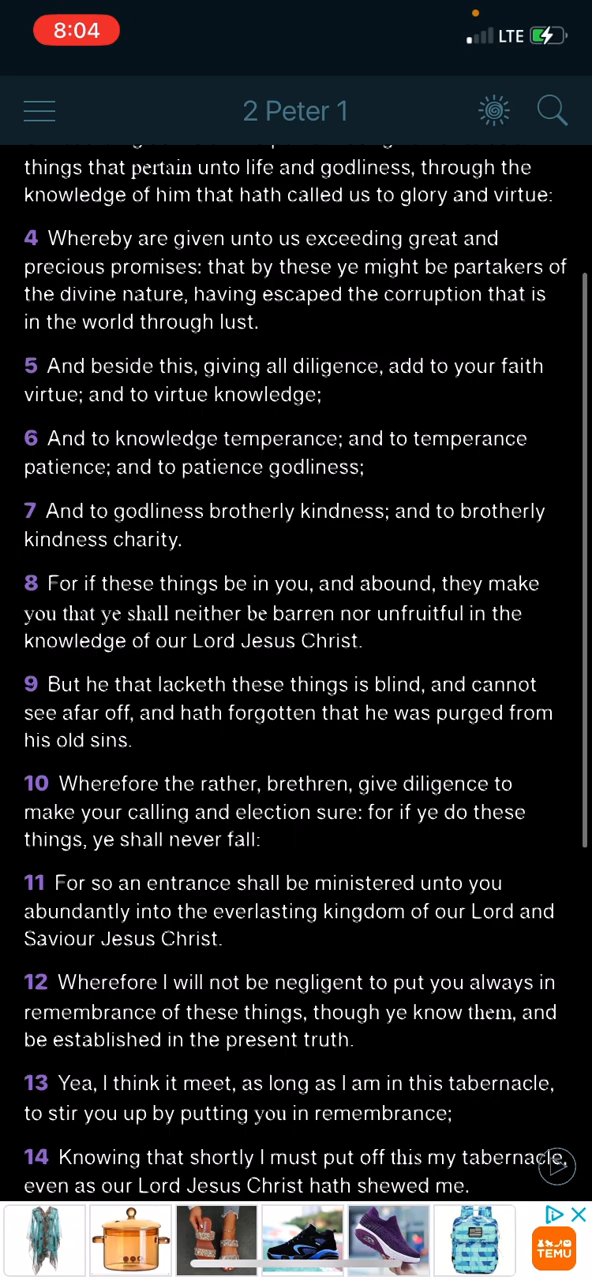 8:04
LTE
2 Peter 1
things that pertain unto life and godliness, through the
knowledge of him that hath called us to glory and virtue:
4 Whereby are given unto us exceeding great and
precious promises: that by these ye might be partakers of
the divine nature, having escaped the corruption that is
in the world through lust.
5 And beside this, giving all diligence, add to your faith
virtue; and to virtue knowledge;
6 And to knowledge temperance; and to temperance
patience; and to patience godliness;
7 And to godliness brotherly kindness; and to brotherly
kindness charity.
8 For if these things be in you, and abound, they make
you that ye shall neither be barren nor unfruitful in the
knowledge of our Lord Jesus Christ.
9 But he that lacketh these things is blind, and cannot
see afar off, and hath forgotten that he was purged from
his old sins.
10 Wherefore the rather, brethren, give diligence to
make your calling and election sure: for if ye do these
things, ye shall never fall:
11 For so an entrance shall be ministered unto you
abundantly into the everlasting kingdom of our Lord and
Saviour Jesus Christ.
12 Wherefore I will not be negligent to put you always in
remembrance of these things, though ye know them, and
be established in the present truth.
13 Yea, I think it meet, as long as I am in this tabernacle,
to stir you up by putting you in remembrance;
14 Knowing that shortly I must put off this my tabernacle,
even as our Lord Jesus Christ hath shewed me.
TEMU